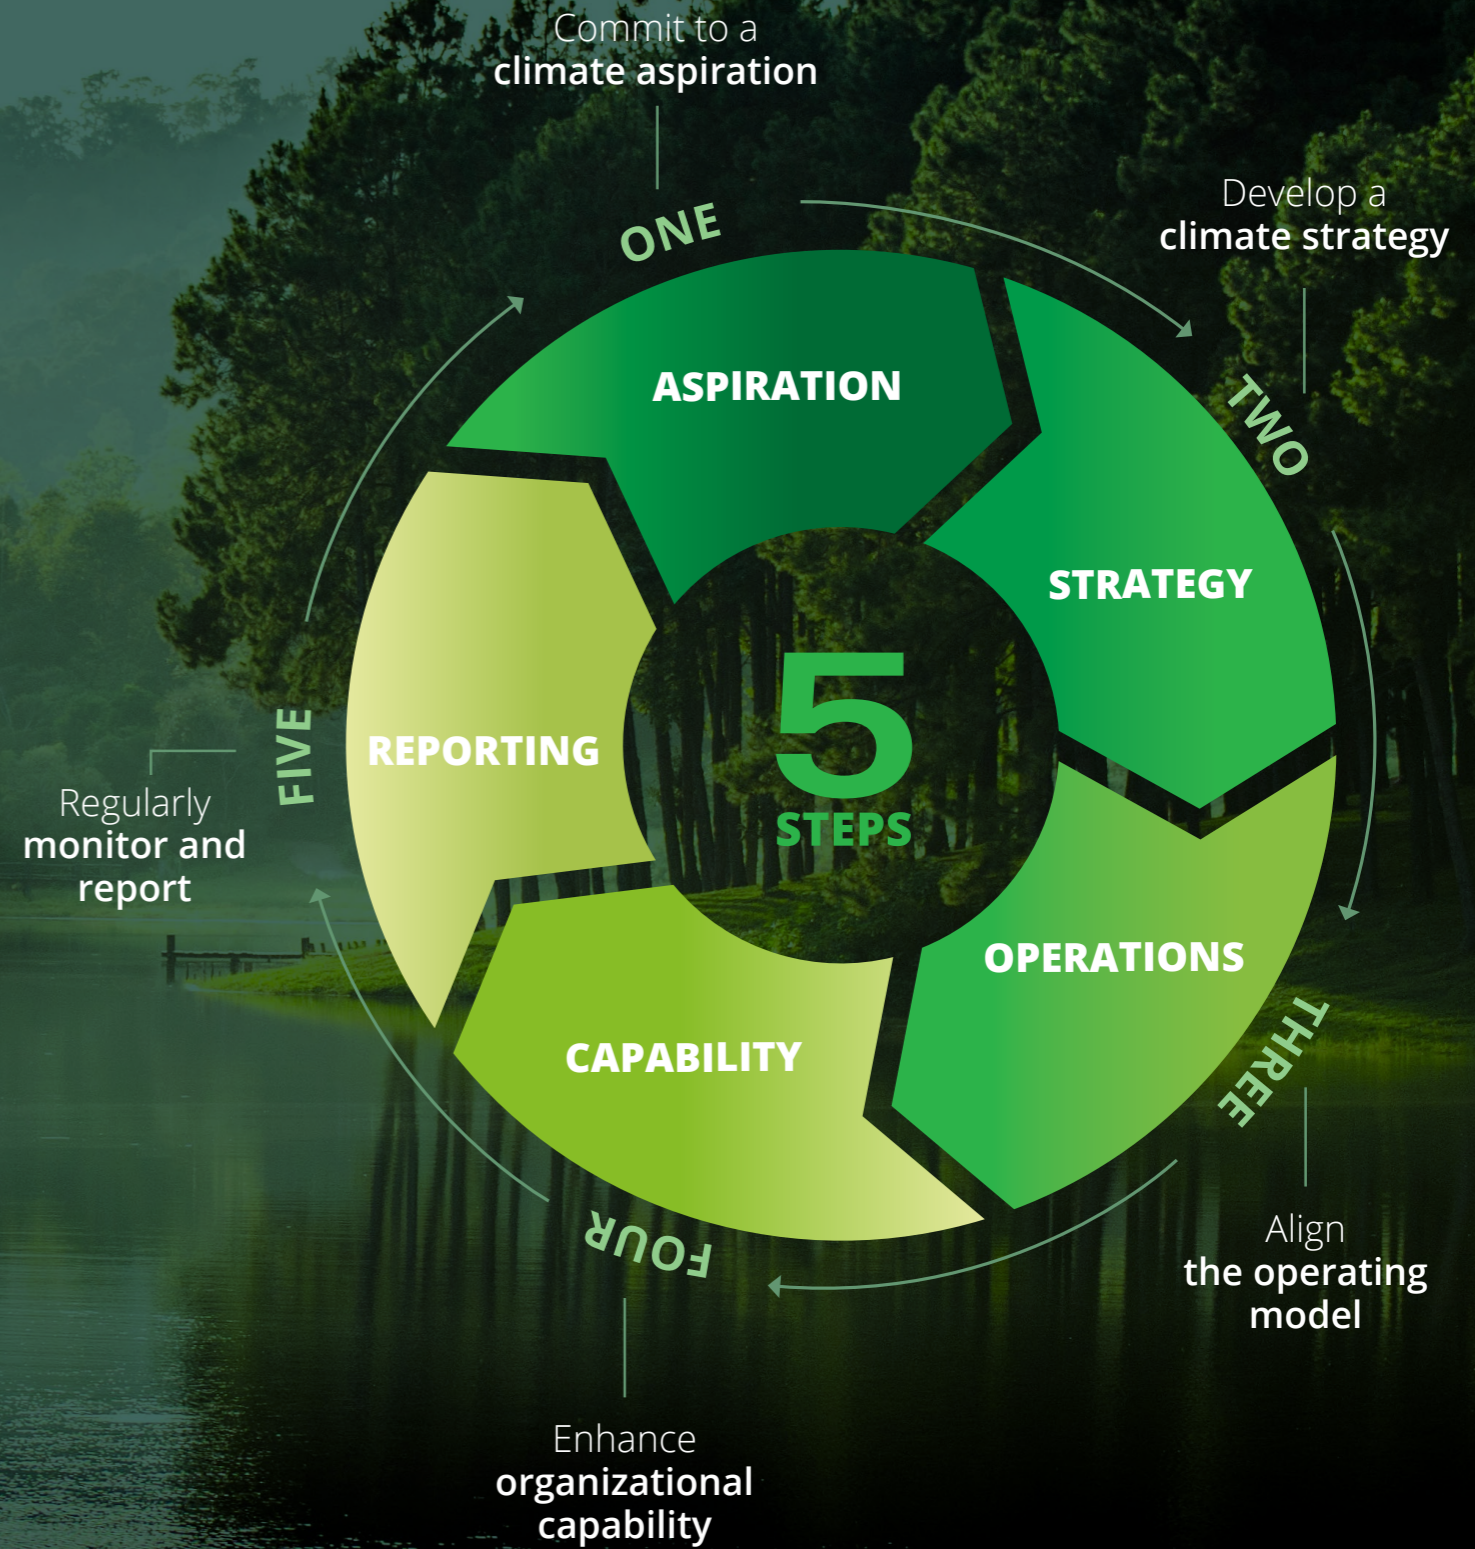 Commit to a
climate aspiration
ONE
ASPIRATION
Develop a
climate strategy
TWO
STRATEGY
THREE
OPERATIONS
Align
the operating
model
FOUR
CAPABILITY
Enhance
organizational
capability
FIVE
REPORTING
Regularly
monitor and
report
5
STEPS